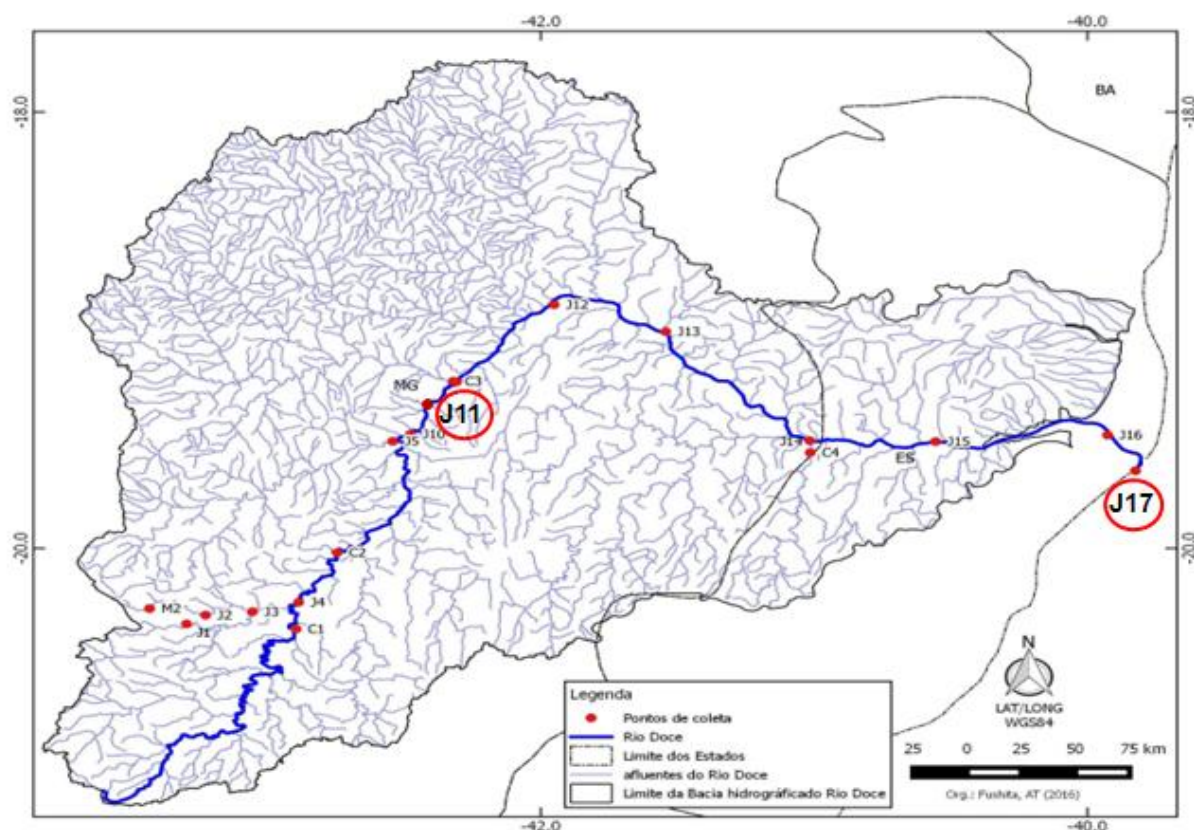 -42.0
-40.0
-18.0
-18.0
BA
J12
J13
C3
MG
J11
J10
J5
J14
C4
ES
J15
J16
J17
-20.0
-20.0
C2
M2
J1
J2
J3
J4
C1
N
LAT/LONG
WGS84
Legenda
Pontos de coleta
Rio Doce
Limite dos Estados
afluentes do Rio Doce
Limite da Bacia hidrográficado Rio Doce
25 0 25 50 75 km
Org.: Fushita, AT (2016)
-42.0
-40.0